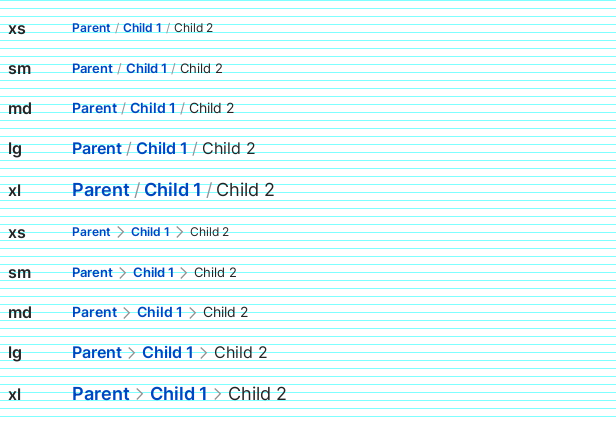 xs Parent / Child 1 / Child 2
sm Parent / Child 1 / Child 2
md Parent / Child 1 / Child 2
lg Parent / Child 1 / Child 2
xl Parent / Child 1 / Child 2
xs Parent > Child 1 > Child 2
sm Parent > Child 1 > Child 2
md Parent > Child 1 > Child 2
lg Parent > Child 1 > Child 2
xl Parent > Child 1 > Child 2